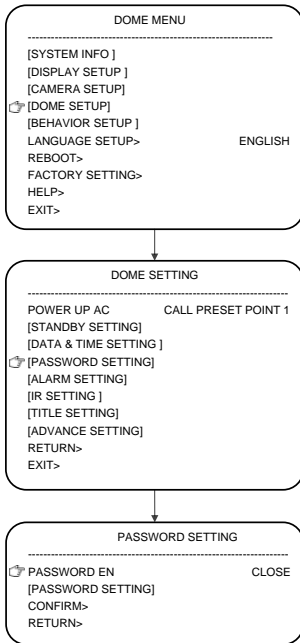 DOME MENU
[SYSTEM INFO ]
[DISPLAY SETUP ]
[CAMERA SETUP]
[DOME SETUP]
[BEHAVIOR SETUP ]
LANGUAGE SETUP> ENGLISH
REBOOT>
FACTORY SETTING>
HELP>
EXIT>
DOME SETTING
POWER UP AC CALL PRESET POINT 1
[STANDBY SETTING]
[DATA & TIME SETTING ]
[PASSWORD SETTING]
[ALARM SETTING]
[IR SETTING ]
[TITLE SETTING]
[ADVANCE SETTING]
RETURN>
EXIT>
PASSWORD SETTING
PASSWORD EN CLOSE
[PASSWORD SETTING]
CONFIRM>
RETURN>